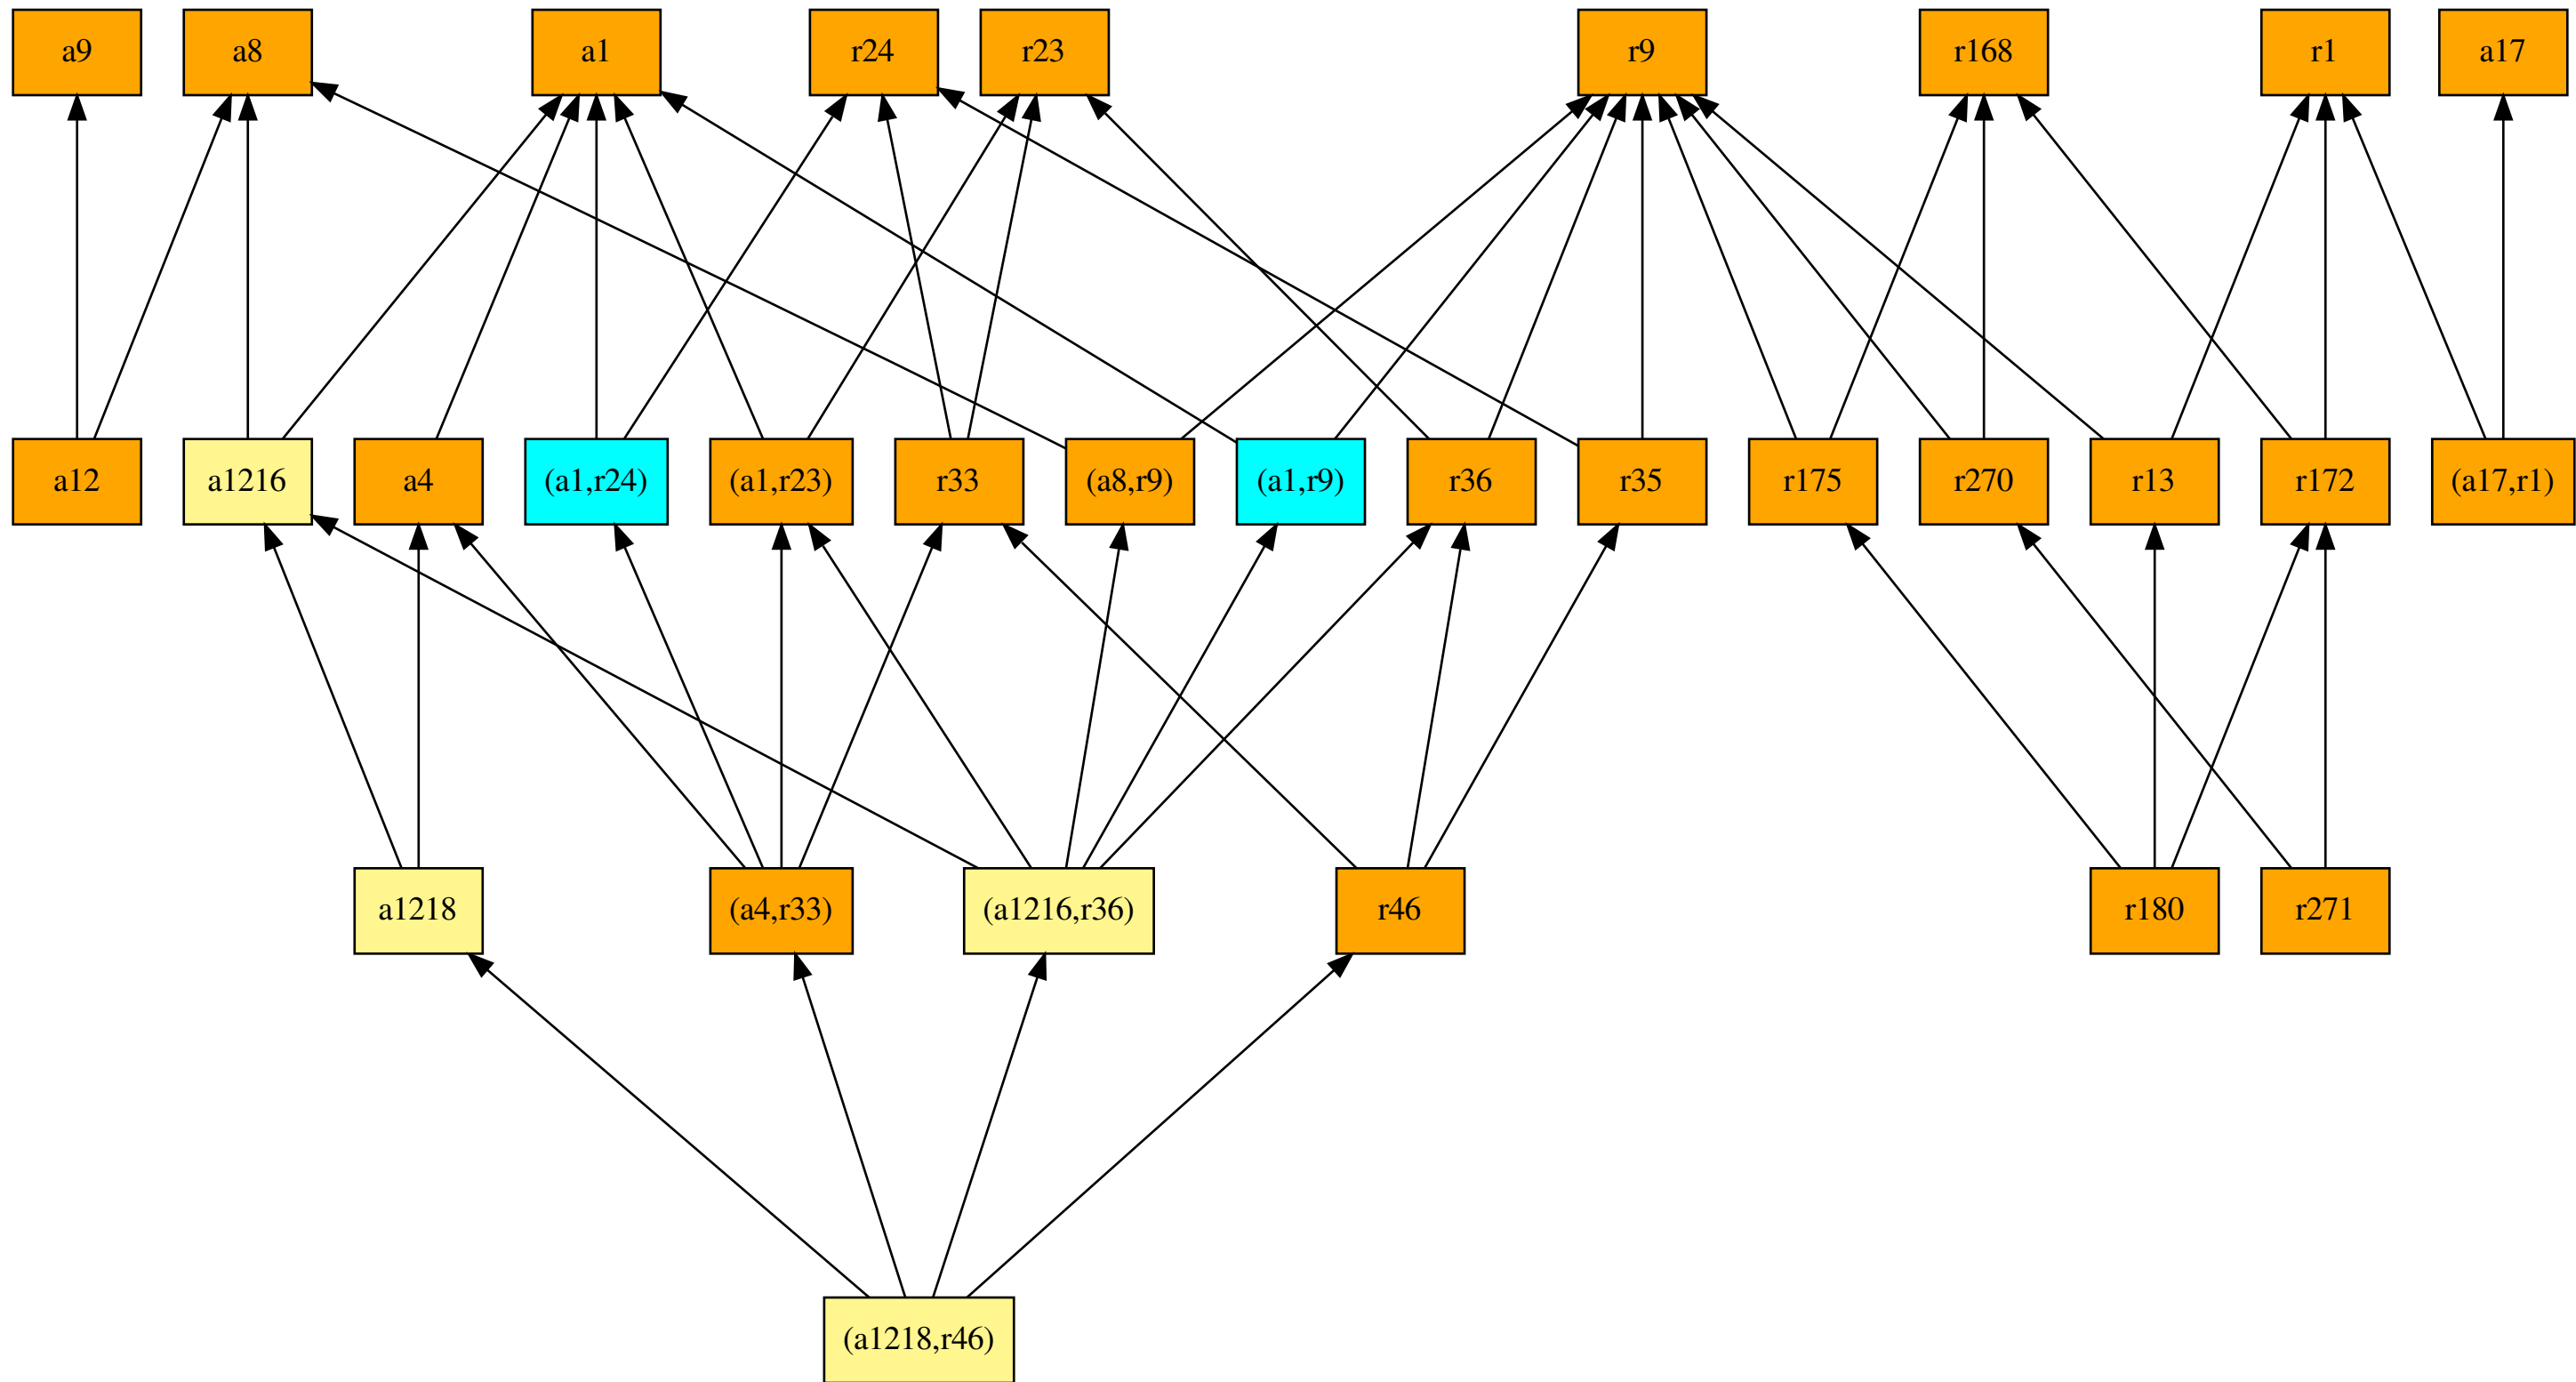 a9
a8
a1
r24
r23
r9
r168
r1
a17
a12
a1216
a4
(a1,r24)
(a1,r23)
r33
(a8,r9)
(a1,r9)
r36
r35
r175
r270
r13
r172
(a17,r1)
a1218
(a4,r33)
(a1216,r36)
r46
r180
r271
(a1218,r46)